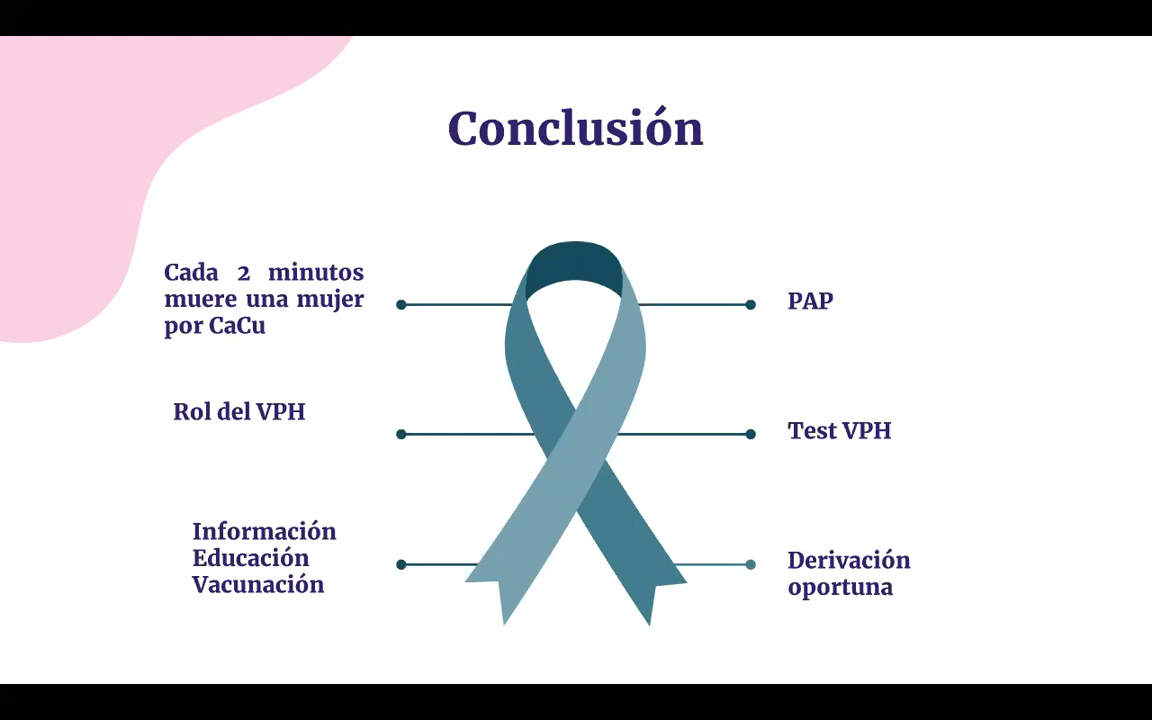 Conclusión
Cada 2 minutos
muere una mujer
por CaCu
Rol del VPH
Información
Educación
Vacunación
PAP
Test VPH
Derivación
oportuna